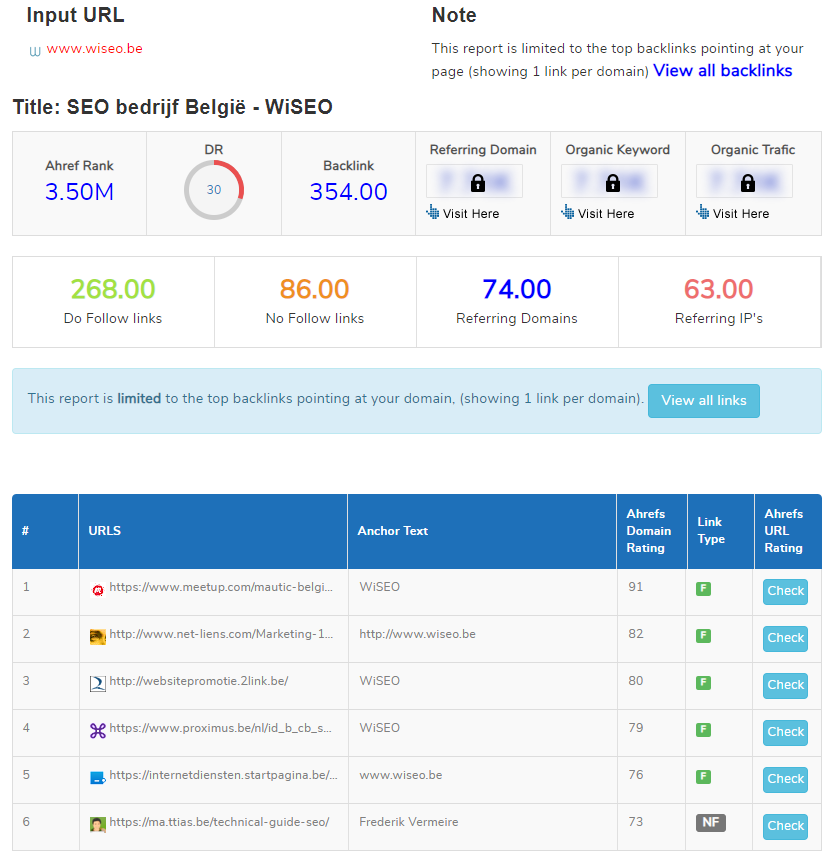 Input URL
www.wiseo.be
Note
This report is limited to the top backlinks pointing at your
page (showing 1 link per domain) View all backlinks
Title: SEO bedrijf België - WiSEO
Ahref Rank
3.50M
DR
30
Backlink
354.00
Referring Domain
Visit Here
Organic Keyword
Visit Here
Organic Trafic
Visit Here
268.00
Do Follow links
86.00
No Follow links
74.00
Referring Domains
63.00
Referring IP's
This report is limited to the top backlinks pointing at your domain, (showing 1 link per domain). View all links
# URLS Anchor Text Ahrefs Domain Rating Link Type Ahrefs URL Rating
1 https://www.meetup.com/mautic-belgi... WiSEO 91 F Check
2 http://www.net-liens.com/Marketing-1... http://www.wiseo.be 82 F Check
3 http://websitepromotie.2link.be/ WiSEO 80 F Check
4 https://www.proximus.be/nl/id_b_cb_s... WiSEO 79 F Check
5 https://internetdiensten.startpagina.be/... www.wiseo.be 76 F Check
6 https://ma.ttias.be/technical-guide-seo/ Frederik Vermeire 73 NF Check